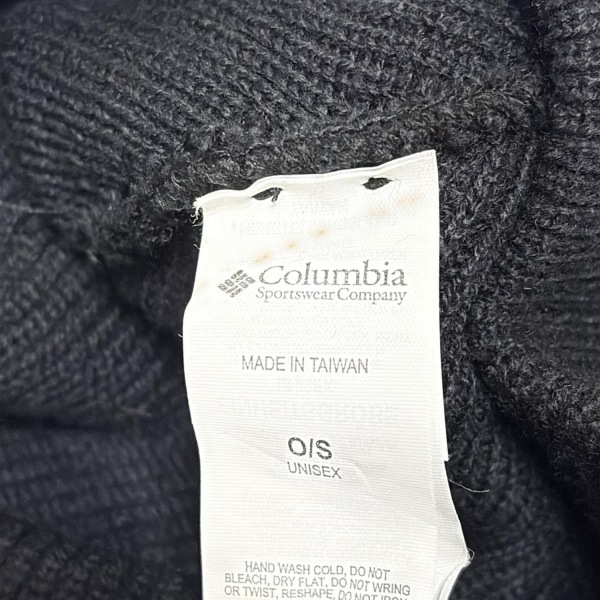 Columbia
Sportswear Company
MADE IN TAIWAN
O/S
UNISEX
HAND WASH COLD, DO NOT
BLEACH, DRY FLAT, DO NOT WRING
OR TWIST, RESHAPE, DO NOT IRON